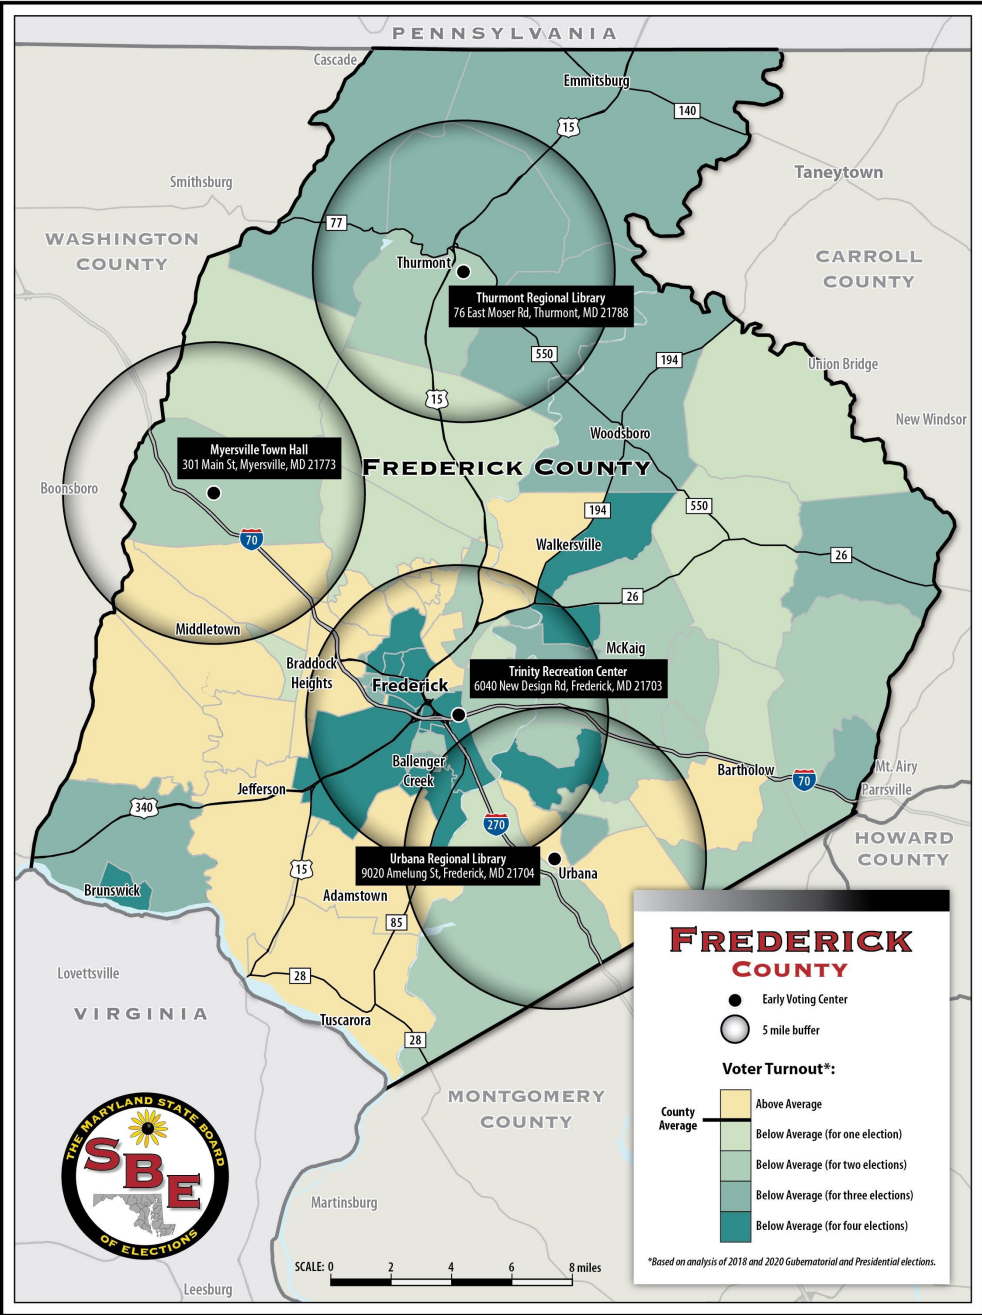 PENNSYLVANIA
Cascade
Emmitsburg
140
15
Taneytown
Smithsburg
77
WASHINGTON
COUNTY
CARROLL
COUNTY
Thurmont
Thurmont Regional Library
76 East Moser Rd, Thurmont, MD 21788
550
194
Union Bridge
15
New Windsor
Woodsboro
Myersville Town Hall
301 Main St, Myersville, MD 21773
FREDERICK COUNTY
Boonsboro
194
550
70
Walkersville
26
26
Middletown
McKaig
Braddock
Heights
Trinity Recreation Center
6040 New Design Rd, Frederick, MD 21703
Frederick
Ballenger
Creek
Bartholow
70
Mt. Airy
Parrsville
Jefferson
340
270
HOWARD
COUNTY
Urbana Regional Library
9020 Amelung St, Frederick, MD 21704
Urbana
15
Brunswick
Adamstown
85
Lovettsville
28
VIRGINIA
Tuscarora
28
MONTGOMERY
COUNTY
Martinsburg
Leesburg
FREDERICK
COUNTY
Early Voting Center
5 mile buffer
Voter Turnout*:
Above Average
County
Average
Below Average (for one election)
Below Average (for two elections)
Below Average (for three elections)
Below Average (for four elections)
*Based on analysis of 2018 and 2020 Gubernatorial and Presidential elections.
THE MARYLAND STATE BOARD
SBE
OF ELECTIONS
SCALE: 0 2 4 6 8 miles